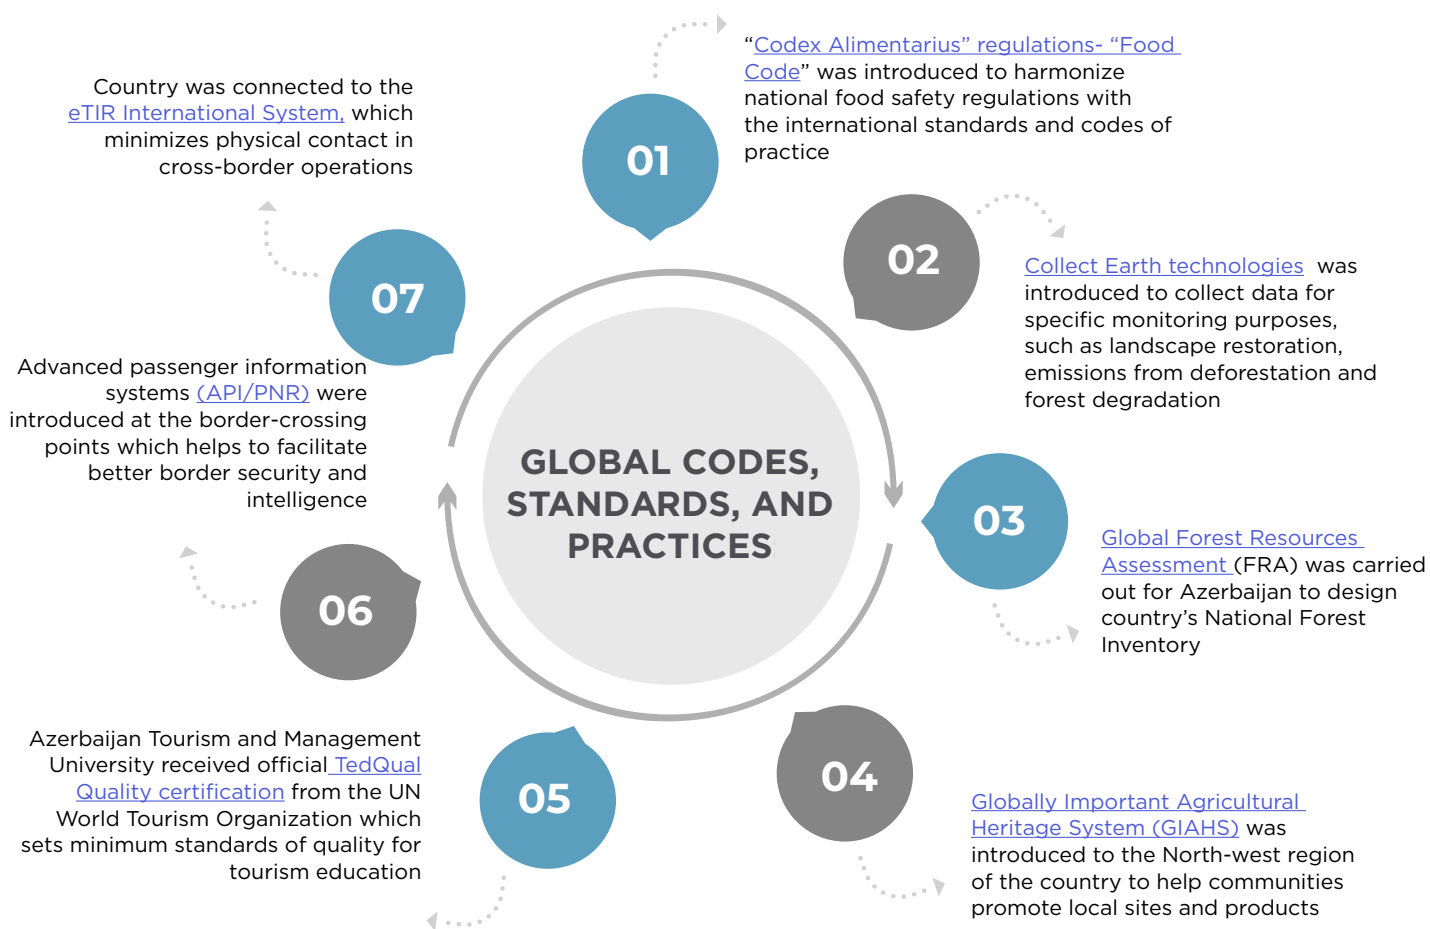 “Codex Alimentarius” regulations- “Food
Code” was introduced to harmonize
national food safety regulations with
the international standards and codes of
practice
01
02
Collect Earth technologies was
introduced to collect data for
specific monitoring purposes,
such as landscape restoration,
emissions from deforestation and
forest degradation
03
Global Forest Resources
Assessment (FRA) was carried
out for Azerbaijan to design
country’s National Forest
Inventory
04
Globally Important Agricultural
Heritage System (GIAHS) was
introduced to the North-west region
of the country to help communities
promote local sites and products
05
Azerbaijan Tourism and Management
University received official TedQual
Quality certification from the UN
World Tourism Organization which
sets minimum standards of quality for
tourism education
06
Advanced passenger information
systems (API/PNR) were
introduced at the border-crossing
points which helps to facilitate
better border security and
intelligence
07
Country was connected to the
eTIR International System, which
minimizes physical contact in
cross-border operations
GLOBAL CODES,
STANDARDS, AND
PRACTICES